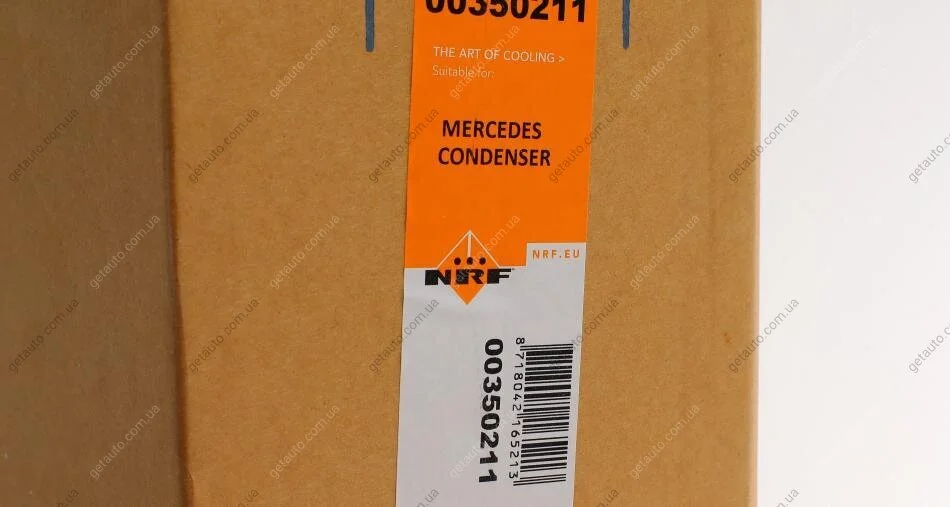 00350211
THE ART OF COOLING >
Suitable for:
MERCEDES
CONDENSER
NRF.EU
NRF
00350211
8718042165213
getauto.com.ua